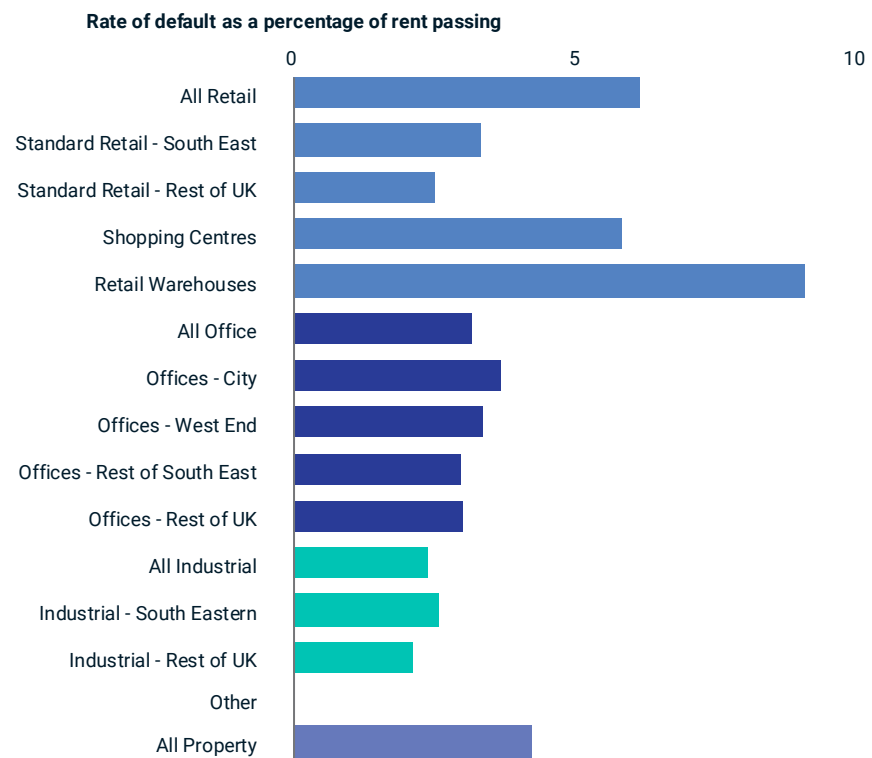 Rate of default as a percentage of rent passing
0 5 10
All Retail
Standard Retail - South East
Standard Retail - Rest of UK
Shopping Centres
Retail Warehouses
All Office
Offices - City
Offices - West End
Offices - Rest of South East
Offices - Rest of UK
All Industrial
Industrial - South Eastern
Industrial - Rest of UK
Other
All Property